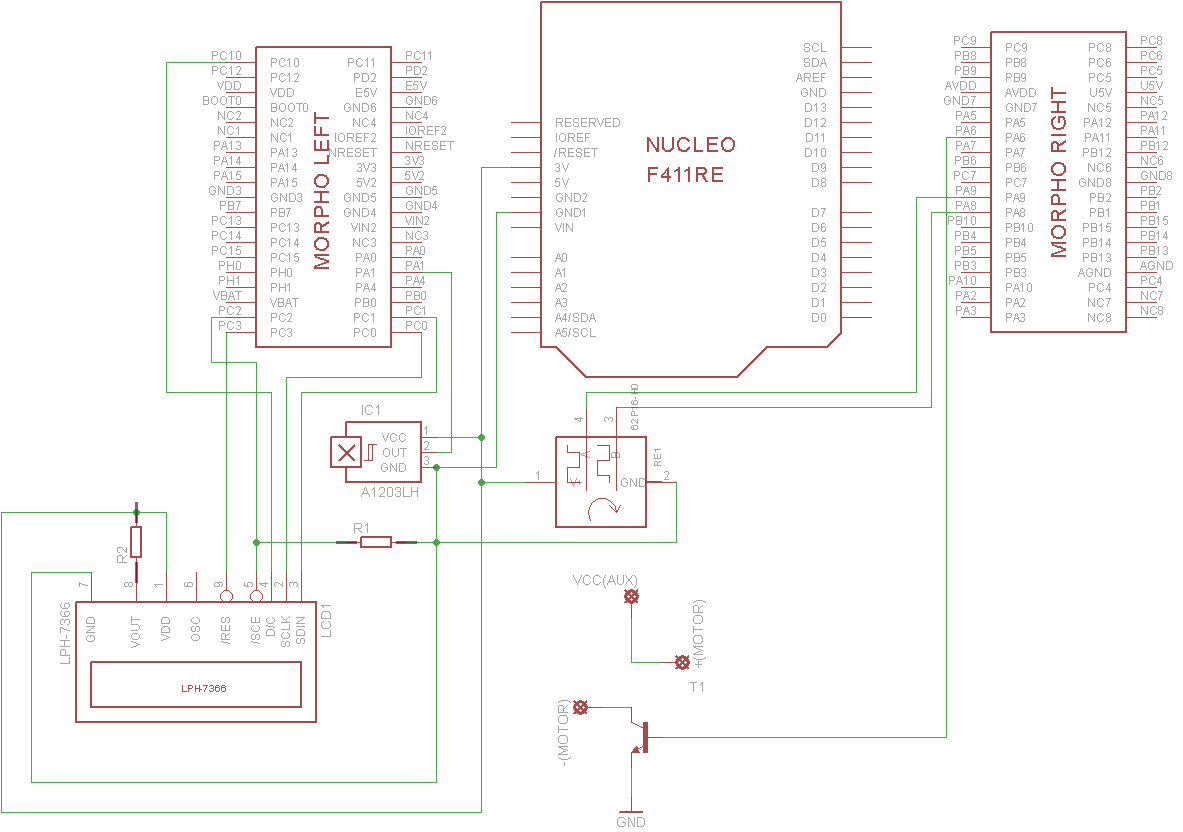 PC10 PC10 PC11 PC11
PC12 PC12 PD2 PD2
VDD VDD E5V E5V
BOOT0 BOOT0 GND6 GND6
NC2 NC2 NC4 NC4
NC1 NC1 IOREF2 IOREF2
PA13 PA13 NRESET NRESET
PA14 PA14 3V3 3V3
PA15 PA15 5V2 5V2
GND3 GND3 GND5 GND5
PB7 PB7 GND4 GND4
PC13 PC13 VIN2 VIN2
PC14 PC14 NC3 NC3
PC15 PC15 PA0 PA0
PH0 PH0 PA1 PA1
PH1 PH1 PA4 PA4
VBAT VBAT PB0 PB0
PC2 PC2 PC1 PC1
PC3 PC3 PC0 PC0
MORPHO LEFT
NUCLEO
F411RE
RESERVED
IOREF
/RESET
3V
5V
GND2
GND1
VIN
A0
A1
A2
A3
A4/SDA
A5/SCL
SCL
SDA
AREF
GND
D13
D12
D11
D10
D9
D8
D7
D6
D5
D4
D3
D2
D1
D0
PC9 PC9 PC8 PC8
PB8 PB8 PC6 PC6
PB9 PB9 PC5 PC5
AVDD AVDD U5V U5V
GND7 GND7 NC5 NC5
PA5 PA5 PA12 PA12
PA6 PA6 PA11 PA11
PA7 PA7 PB12 PB12
PB6 PB6 NC6 NC6
PC7 PC7 GND8 GND8
PA9 PA9 PB2 PB2
PA8 PA8 PB1 PB1
PB10 PB10 PB15 PB15
PB4 PB4 PB14 PB14
PB5 PB5 PB13 PB13
PB3 PB3 AGND AGND
PA10 PA10 PC4 PC4
PA2 PA2 NC7 NC7
PA3 PA3 NC8 NC8
MORPHO RIGHT
IC1
VCC 1
OUT 2
GND 3
A1203LH
4 3
62P16-H0
A B
RE1
1 V+ GND 2
R1
R2
7 8 1 6 9 5 4 2 3
GND VOUT VDD OSC /RES /SCE D/C SCLK SDIN
LPH-7366
LCD1
LPH-7366
VCC(AUX)
+(MOTOR)
T1
-(MOTOR)
GND